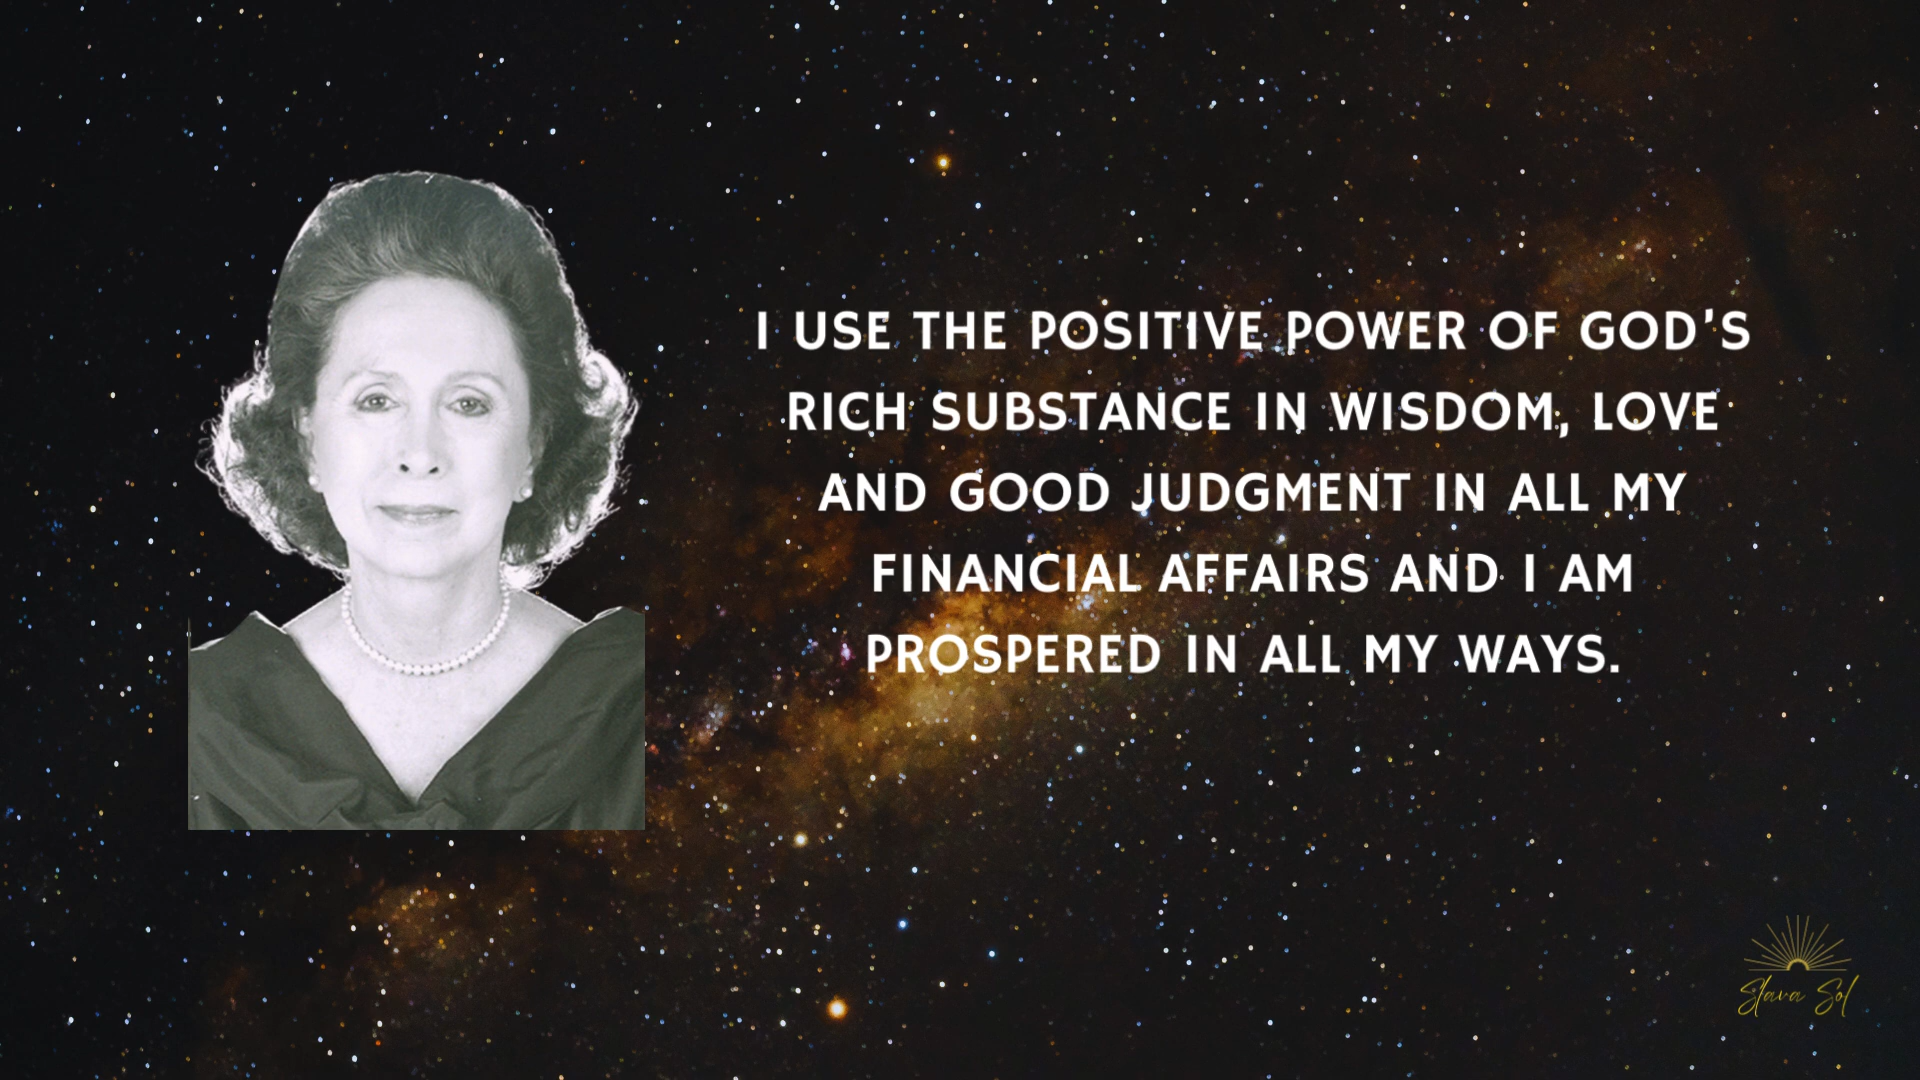 I USE THE POSITIVE POWER OF GOD'S
RICH SUBSTANCE IN WISDOM, LOVE
AND GOOD JUDGMENT IN ALL MY
FINANCIAL AFFAIRS AND I AM
PROSPERED IN ALL MY WAYS.
Slava Sol